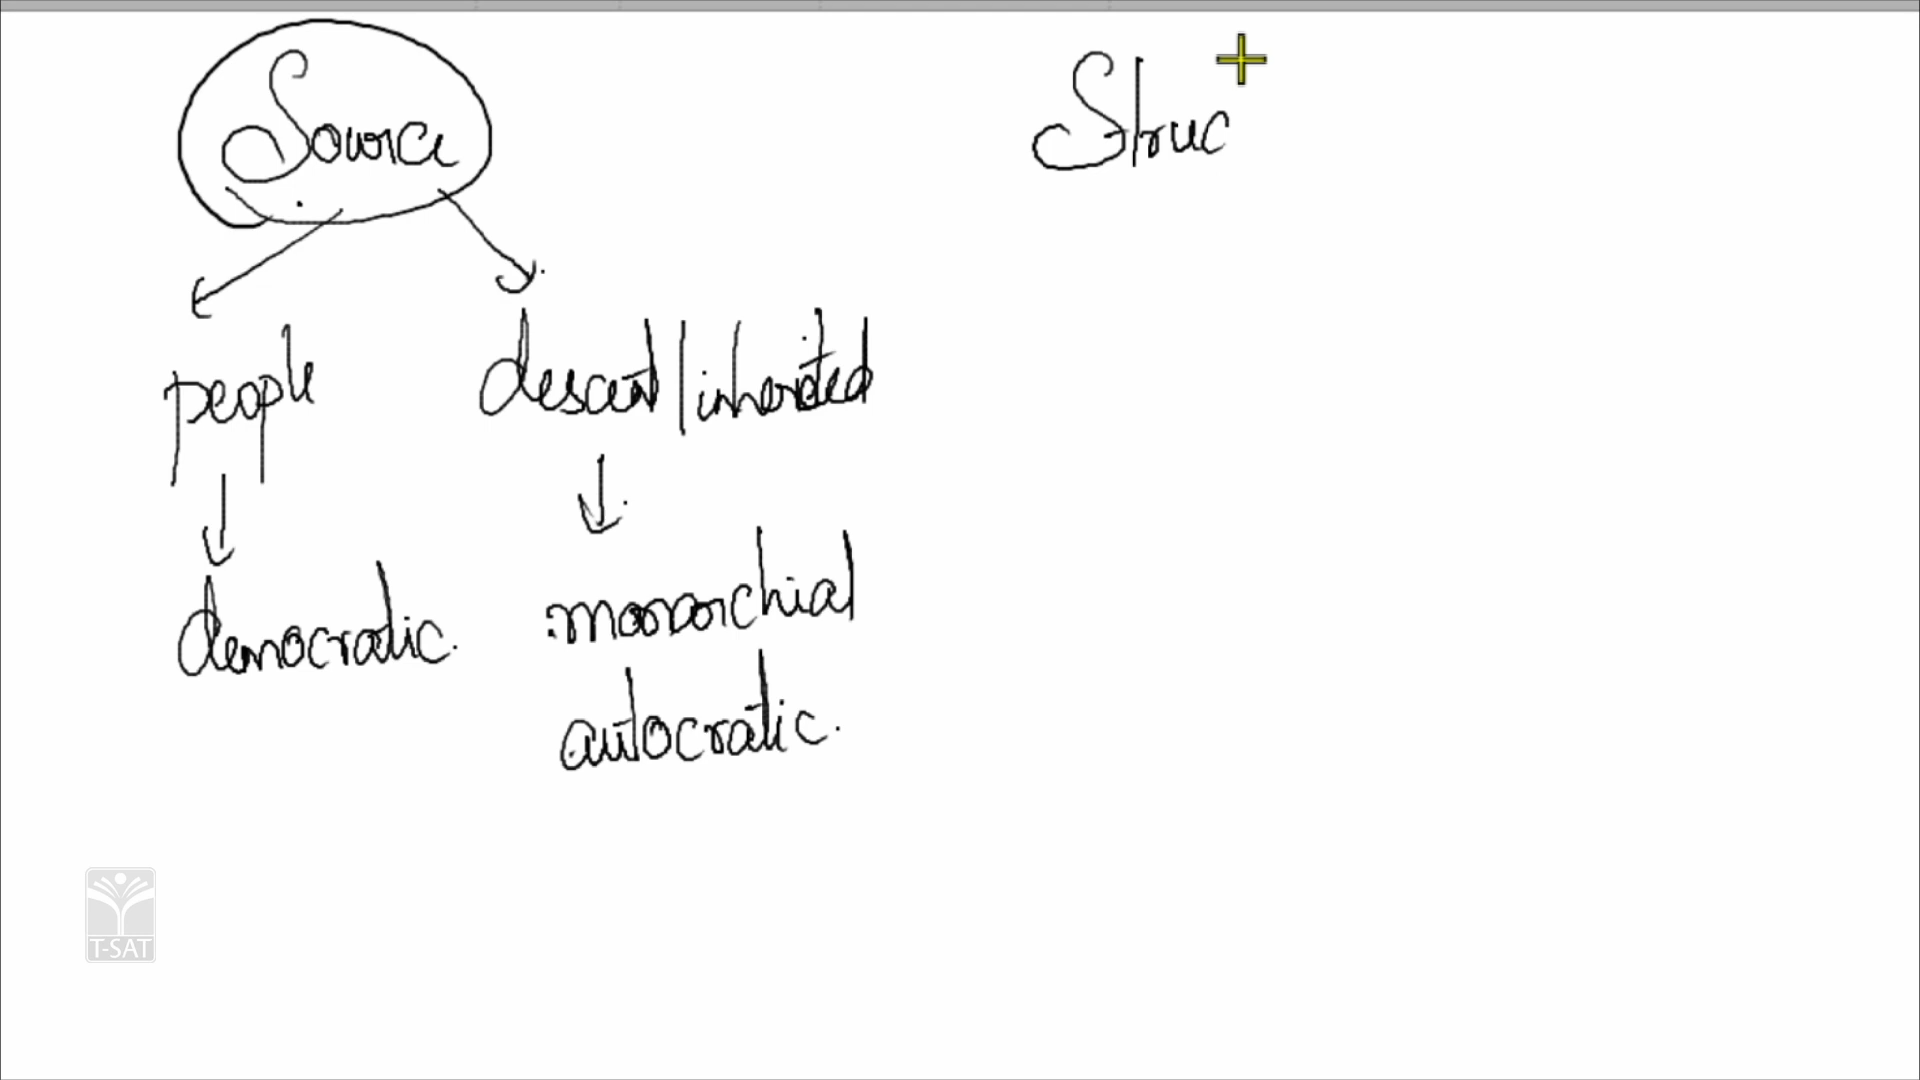 Source
Struc
people
descent/inherited
democratic.
monarchial
autocratic.
T-SAT